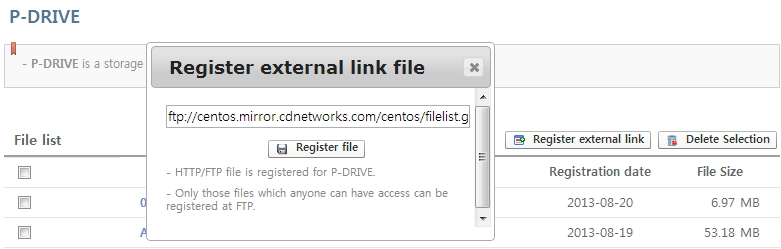 P-DRIVE
- P-DRIVE is a storage
Register external link file
ftp://centos.mirror.cdnetworks.com/centos/filelist.g
Register file
- HTTP/FTP file is registered for P-DRIVE.
- Only those files which anyone can have access can be
registered at FTP.
File list
Register external link
Delete Selection
Registration date
File Size
0
2013-08-20
6.97 MB
A
2013-08-19
53.18 MB